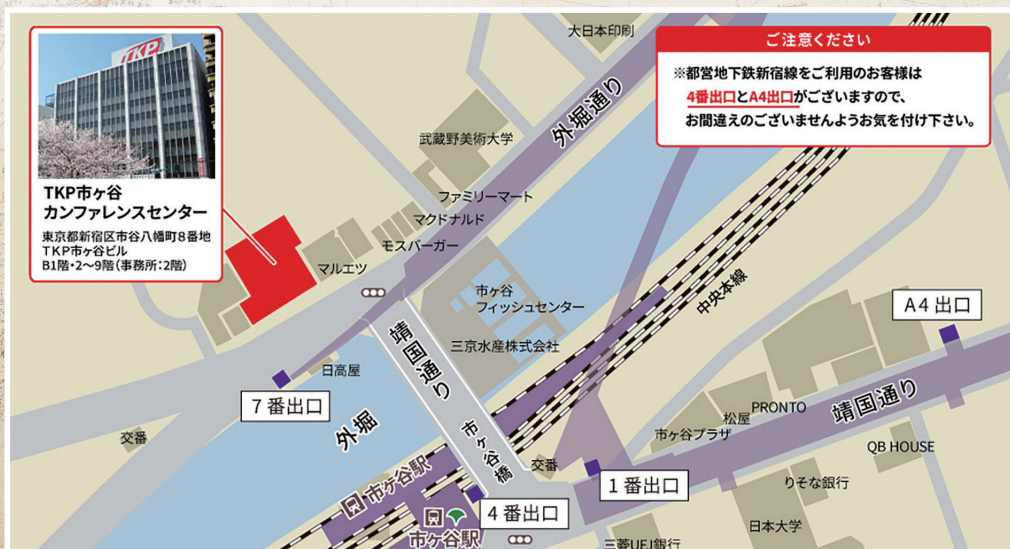 TKP
TKP市ヶ谷
カンファレンスセンター
東京都新宿区市谷八幡町8番地
TKP市ヶ谷ビル
B1階・2〜9階(事務所:2階)
大日本印刷
ご注意ください
※都営地下鉄新宿線をご利用のお客様は
4番出口とA4出口がございますので、
お間違えのございませんようお気を付け下さい。
外堀通り
武蔵野美術大学
ファミリーマート
マクドナルド
モスバーガー
マルエツ
市ヶ谷
フィッシュセンター
中央本線
A4 出口
靖国通り
三京水産株式会社
日高屋
7 番出口
外堀
交番
市ヶ谷橋
PRONTO
松屋
靖国通り
市ヶ谷プラザ
QB HOUSE
交番
1 番出口
りそな銀行
市ヶ谷駅
4 番出口
日本大学
市ヶ谷駅
三菱UFJ銀行